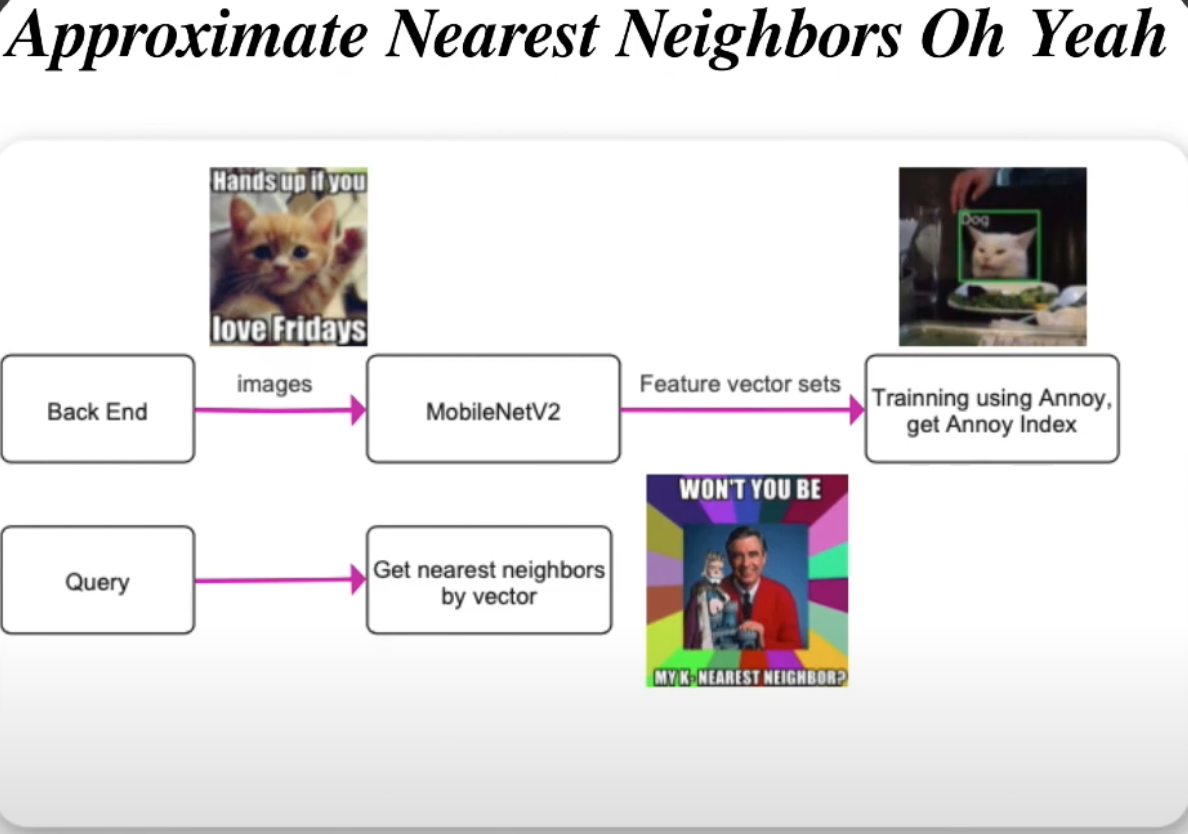 Approximate Nearest Neighbors Oh Yeah
Hands up if you
love Fridays
Dog
Back End
images
MobileNetV2
Feature vector sets
Trainning using Annoy,
get Annoy Index
Query
Get nearest neighbors
by vector
WON'T YOU BE
MY K- NEAREST NEIGHBOR?